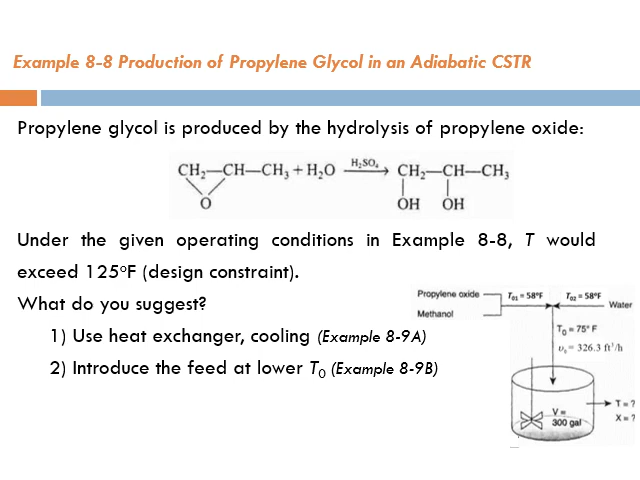 Example 8-8 Production of Propylene Glycol in an Adiabatic CSTR
Propylene glycol is produced by the hydrolysis of propylene oxide:
CH₂—CH—CH₃ + H₂O H₂SO₄ → CH₂—CH—CH₃
O OH OH
Under the given operating conditions in Example 8-8, T would
exceed 125°F (design constraint).
What do you suggest?
1) Use heat exchanger, cooling (Example 8-9A)
2) Introduce the feed at lower T₀ (Example 8-9B)
Propylene oxide T₀₁ = 58°F T₀₂ = 58°F
Water
Methanol
T₀ = 75° F
υ₀ = 326.3 ft³/h
T = ?
X = ?
V =
300 gal